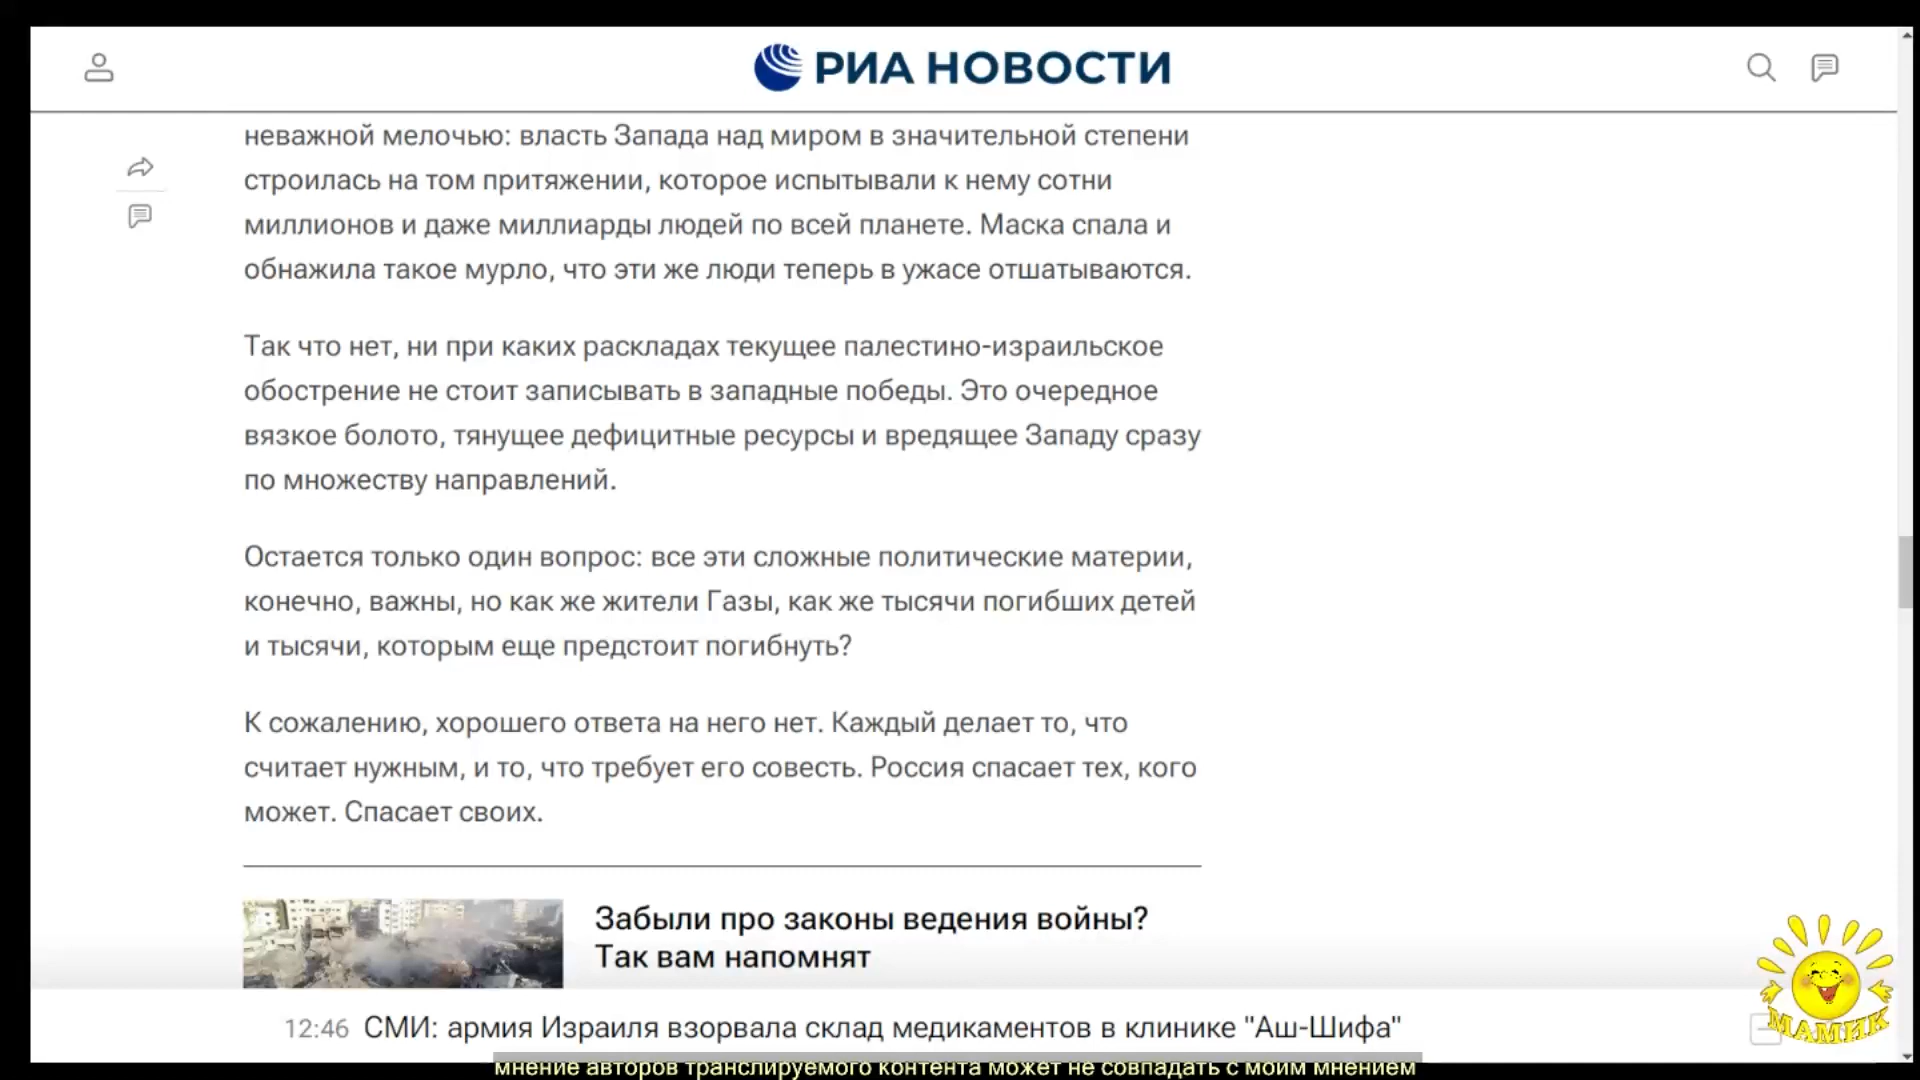 РИА НОВОСТИ
неважной мелочью: власть Запада над миром в значительной степени
строилась на том притяжении, которое испытывали к нему сотни
миллионов и даже миллиарды людей по всей планете. Маска спала и
обнажила такое мурло, что эти же люди теперь в ужасе отшатываются.
Так что нет, ни при каких раскладах текущее палестино-израильское
обострение не стоит записывать в западные победы. Это очередное
вязкое болото, тянущее дефицитные ресурсы и вредящее Западу сразу
по множеству направлений.
Остается только один вопрос: все эти сложные политические материи,
конечно, важны, но как же жители Газы, как же тысячи погибших детей
и тысячи, которым еще предстоит погибнуть?
К сожалению, хорошего ответа на него нет. Каждый делает то, что
считает нужным, и то, что требует его совесть. Россия спасает тех, кого
может. Спасает своих.
Забыли про законы ведения войны?
Так вам напомнят
12:46 СМИ: армия Израиля взорвала склад медикаментов в клинике "Аш-Шифа"
МАМИК
мнение авторов транслируемого контента может не совпадать с моим мнением